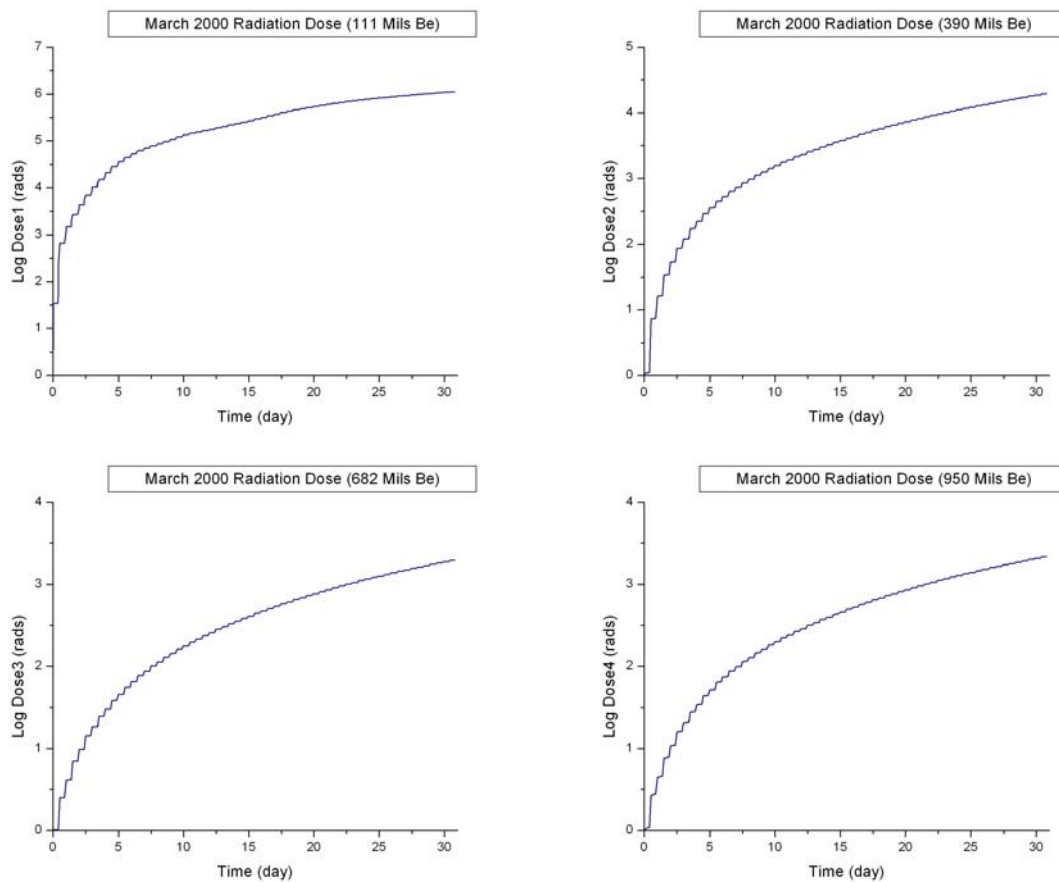 March 2000 Radiation Dose (111 Mils Be)
7
6
5
4
3
2
1
0
Log Dose1 (rads)
0 5 10 15 20 25 30
Time (day)
March 2000 Radiation Dose (390 Mils Be)
5
4
3
2
1
0
Log Dose2 (rads)
0 5 10 15 20 25 30
Time (day)
March 2000 Radiation Dose (682 Mils Be)
4
3
2
1
0
Log Dose3 (rads)
0 5 10 15 20 25 30
Time (day)
March 2000 Radiation Dose (950 Mils Be)
4
3
2
1
0
Log Dose4 (rads)
0 5 10 15 20 25 30
Time (day)